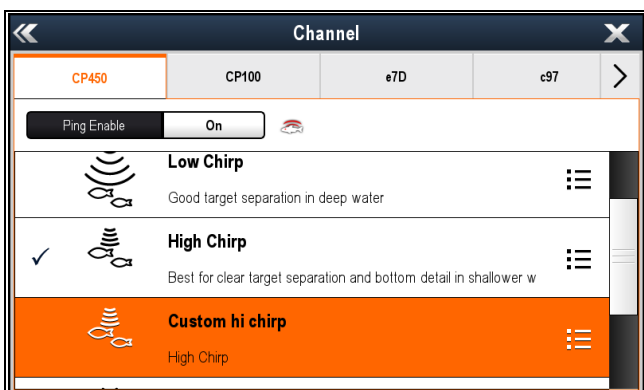 Channel
CP450 CP100 e7D c97
Ping Enable On
Low Chirp
Good target separation in deep water
High Chirp
Best for clear target separation and bottom detail in shallower w
Custom hi chirp
High Chirp